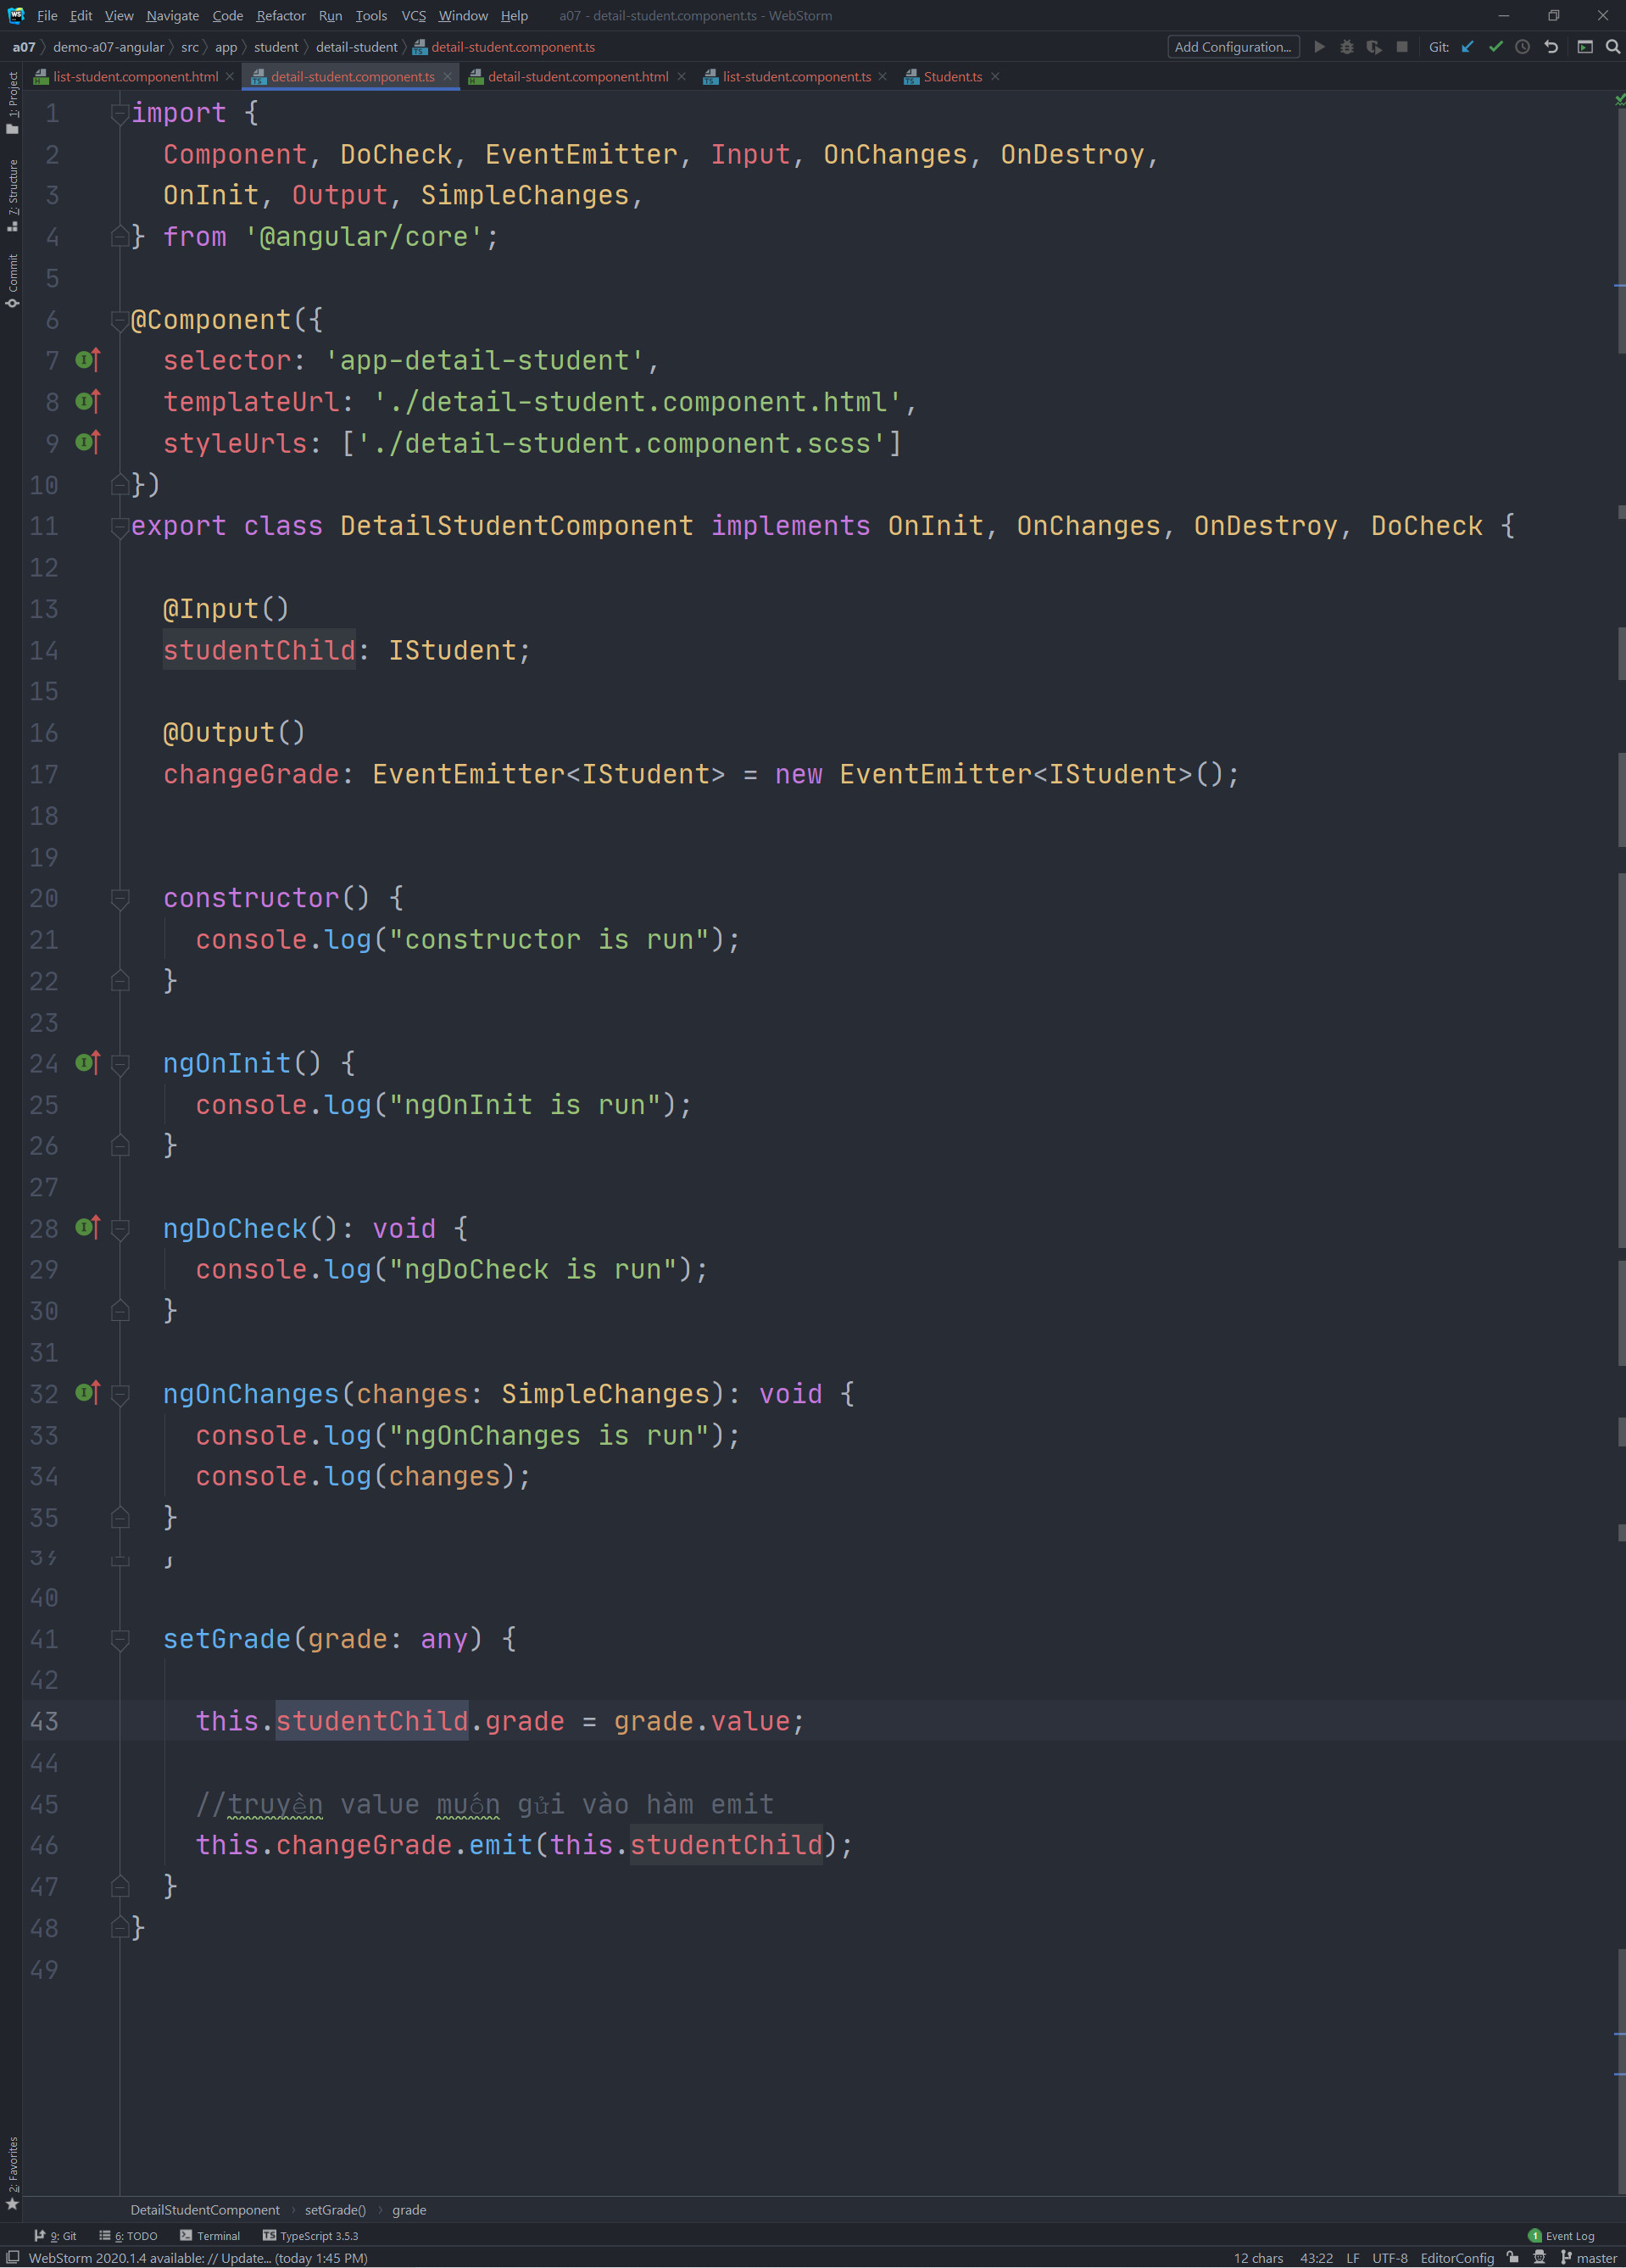 File Edit View Navigate Code Refactor Run Tools VCS Window Help a07 - detail-student.component.ts - WebStorm
a07 demo-a07-angular src app student detail-student detail-student.component.ts Add Configuration... Git:
list-student.component.html detail-student.component.ts detail-student.component.html list-student.component.ts Student.ts
1: Project
7: Structure
Commit
2: Favorites
1 import {
2 Component, DoCheck, EventEmitter, Input, OnChanges, OnDestroy,
3 OnInit, Output, SimpleChanges,
4 } from '@angular/core';
5
6 @Component({
7 selector: 'app-detail-student',
8 templateUrl: './detail-student.component.html',
9 styleUrls: ['./detail-student.component.scss']
10 })
11 export class DetailStudentComponent implements OnInit, OnChanges, OnDestroy, DoCheck {
12
13 @Input()
14 studentChild: IStudent;
15
16 @Output()
17 changeGrade: EventEmitter<IStudent> = new EventEmitter<IStudent>();
18
19
20 constructor() {
21 console.log("constructor is run");
22 }
23
24 ngOnInit() {
25 console.log("ngOnInit is run");
26 }
27
28 ngDoCheck(): void {
29 console.log("ngDoCheck is run");
30 }
31
32 ngOnChanges(changes: SimpleChanges): void {
33 console.log("ngOnChanges is run");
34 console.log(changes);
35 }
40
41 setGrade(grade: any) {
42
43 this.studentChild.grade = grade.value;
44
45 //truyền value muốn gửi vào hàm emit
46 this.changeGrade.emit(this.studentChild);
47 }
48 }
49
DetailStudentComponent setGrade() grade
9: Git 6: TODO Terminal TypeScript 3.5.3 1 Event Log
WebStorm 2020.1.4 available: // Update... (today 1:45 PM) 12 chars 43:22 LF UTF-8 EditorConfig master